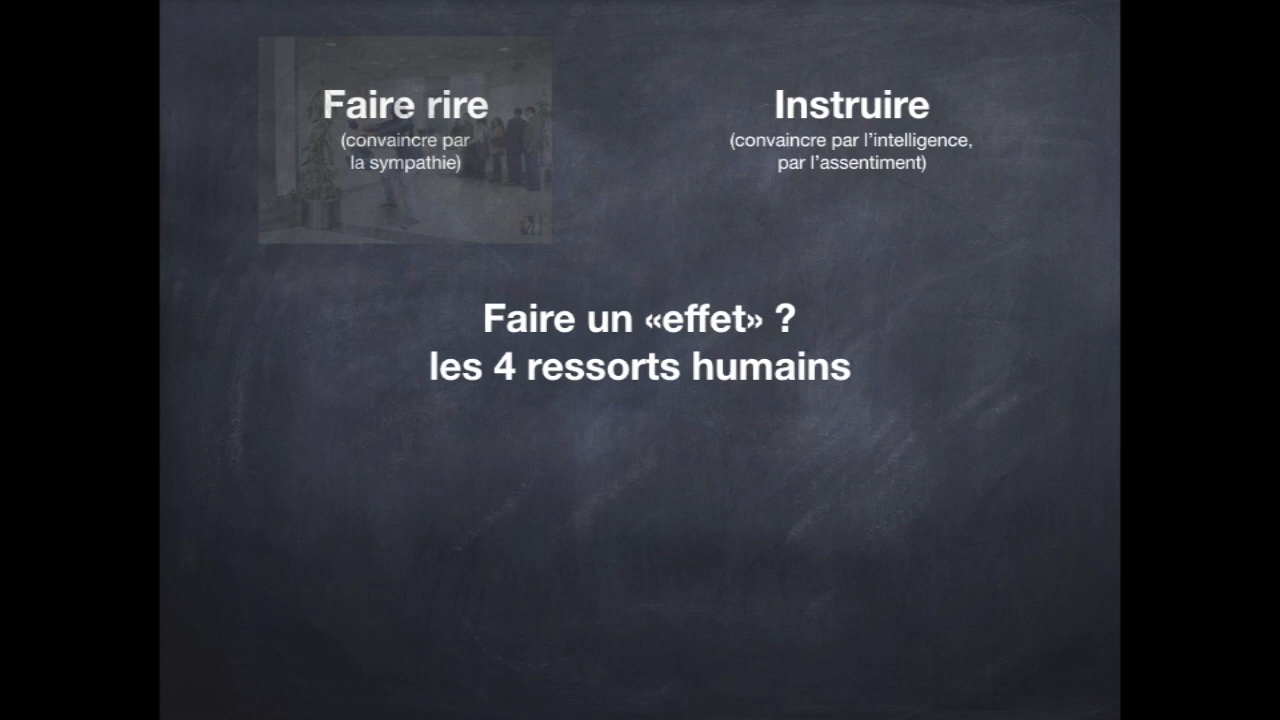 Faire rire
(convaincre par
la sympathie)
Instruire
(convaincre par l'intelligence,
par l'assentiment)
Faire un «effet» ?
les 4 ressorts humains